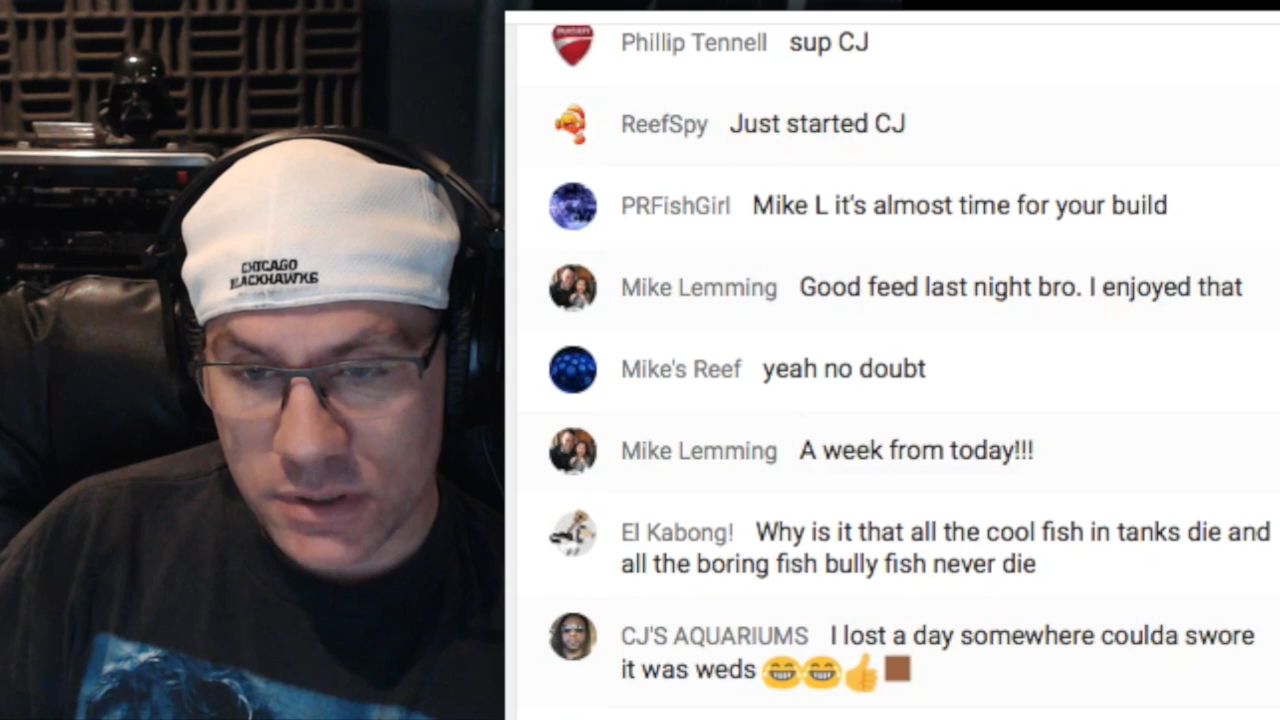 CHICAGO
BLACKHAWKS
Phillip Tennell sup CJ
ReefSpy Just started CJ
PRFishGirl Mike L it's almost time for your build
Mike Lemming Good feed last night bro. I enjoyed that
Mike's Reef yeah no doubt
Mike Lemming A week from today!!!
El Kabong! Why is it that all the cool fish in tanks die and
all the boring fish bully fish never die
CJ'S AQUARIUMS I lost a day somewhere coulda swore
it was weds 😂😂👍🏾